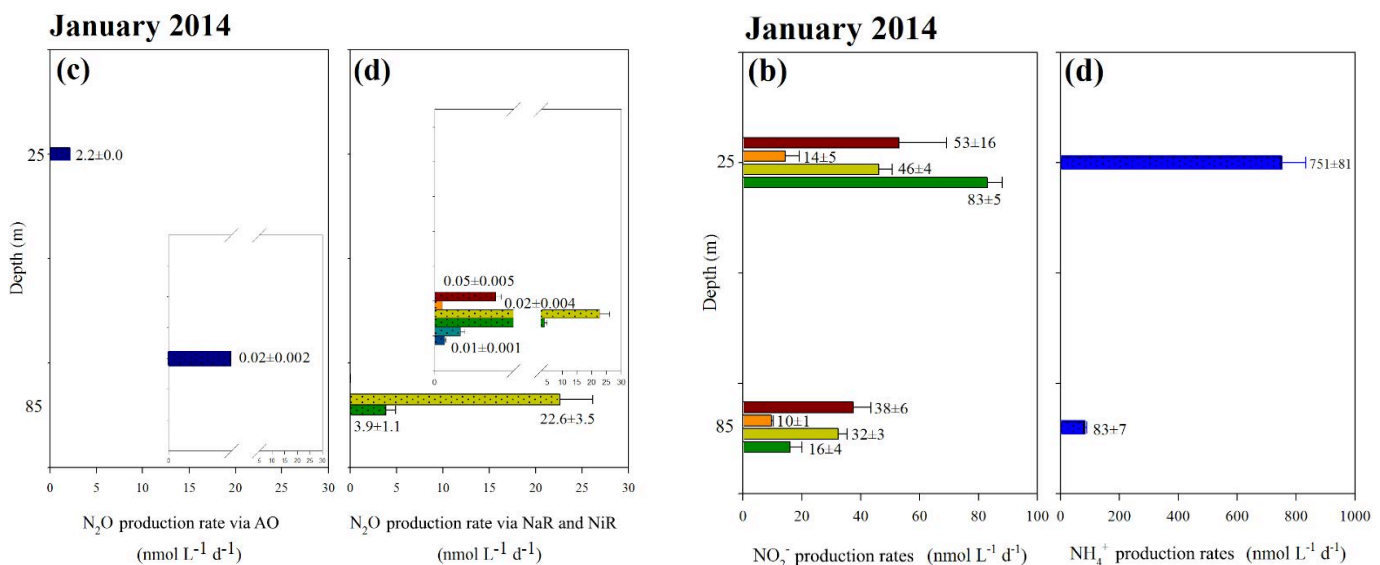 January 2014
(c)
(d)
Depth (m)
25
85
2.2±0.0
0.02±0.002
0
5 10 15 20 25 30
0 5 10 15 20 25 30
N₂O production rate via AO
(nmol L⁻¹ d⁻¹)
0.05±0.005
0.02±0.004
0.01±0.001
0
5 10 15 20 25 30
22.6±3.5
3.9±1.1
0 5 10 15 20 25 30
N₂O production rate via NaR and NiR
(nmol L⁻¹ d⁻¹)
January 2014
(b)
(d)
Depth (m)
25
85
53±16
14±5
46±4
83±5
38±6
10±1
32±3
16±4
0 20 40 60 80 100
NO₂⁻ production rates (nmol L⁻¹ d⁻¹)
751±81
83±7
0 200 400 600 800 1000
NH₄⁺ production rates (nmol L⁻¹ d⁻¹)